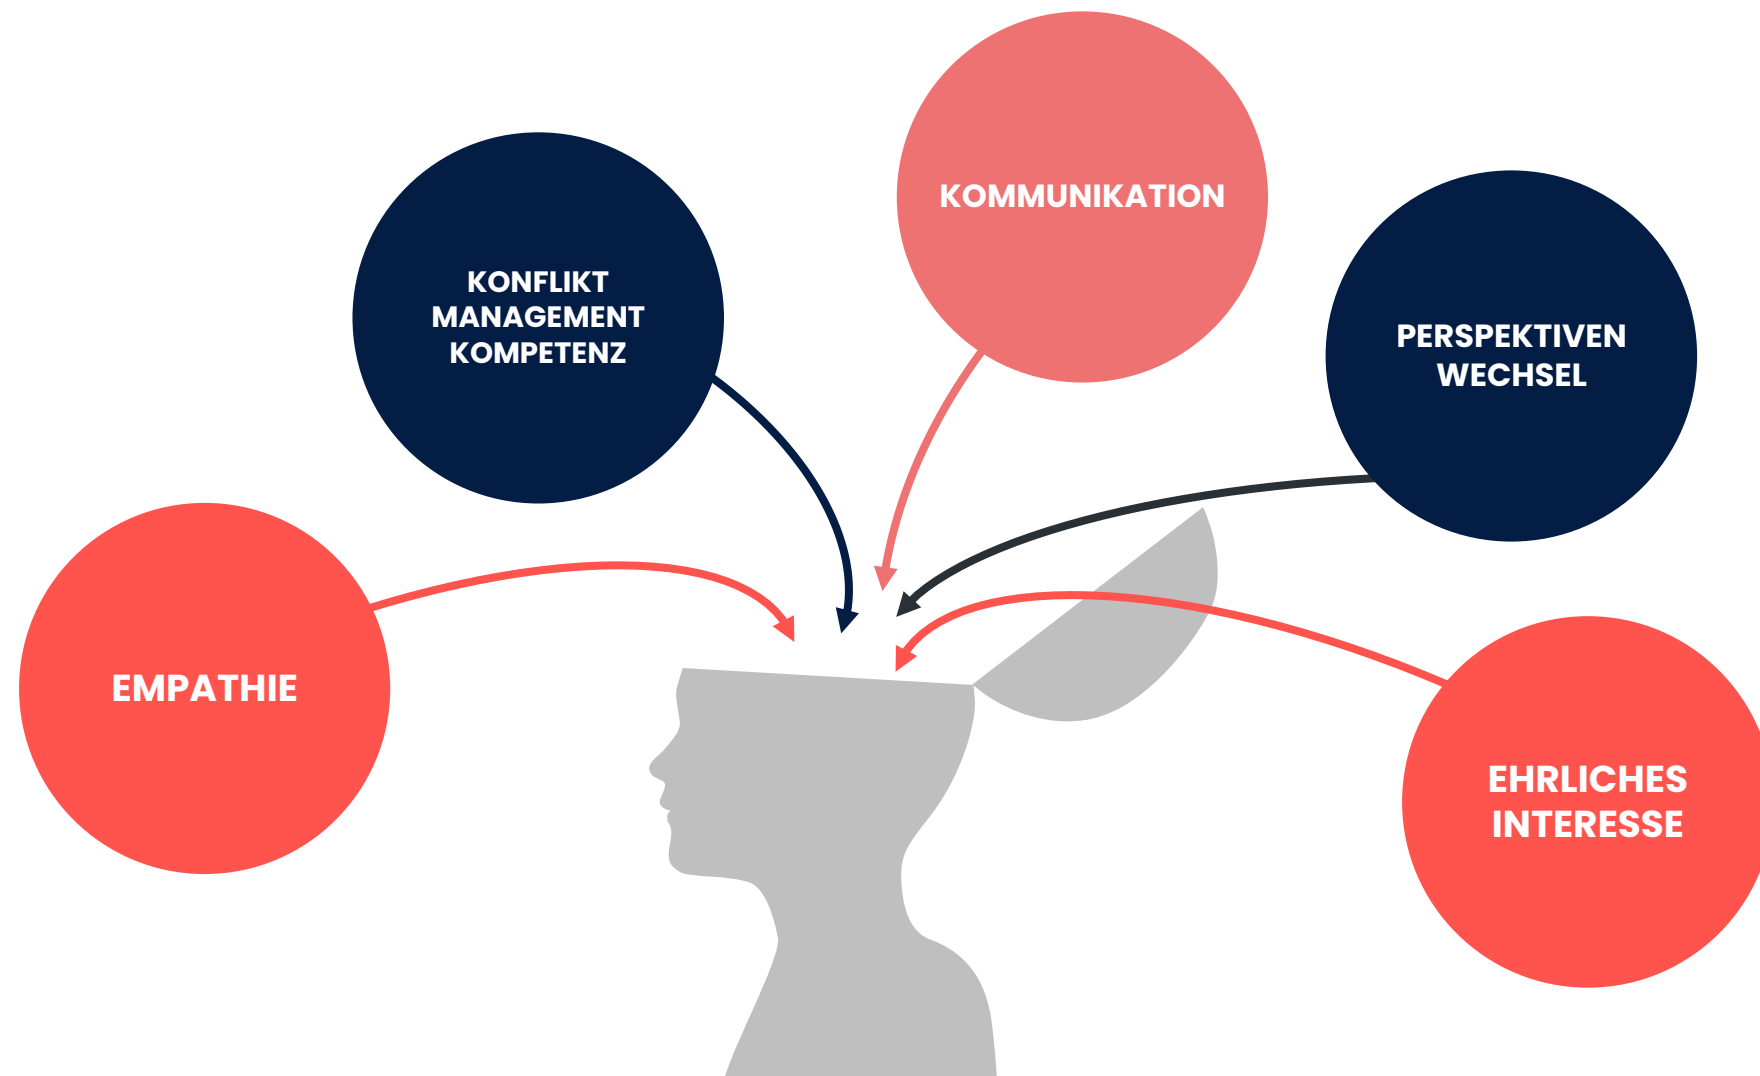 KOMMUNIKATION
KONFLIKT
MANAGEMENT
KOMPETENZ
PERSPEKTIVEN
WECHSEL
EMPATHIE
EHRLICHES
INTERESSE